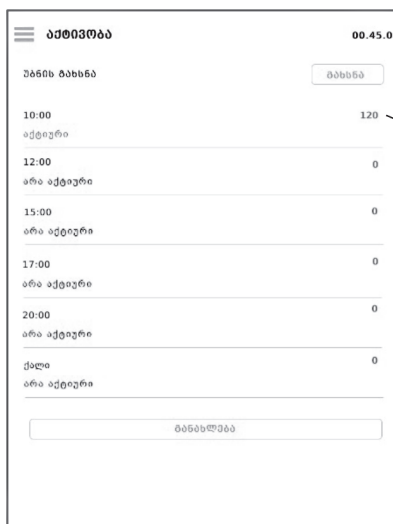 აქტივობა 00.45.0
უბნის გახსნა გახსნა
10:00 120
აქტიური
12:00 0
არა აქტიური
15:00 0
არა აქტიური
17:00 0
არა აქტიური
20:00 0
არა აქტიური
ქალი 0
არა აქტიური
განახლება